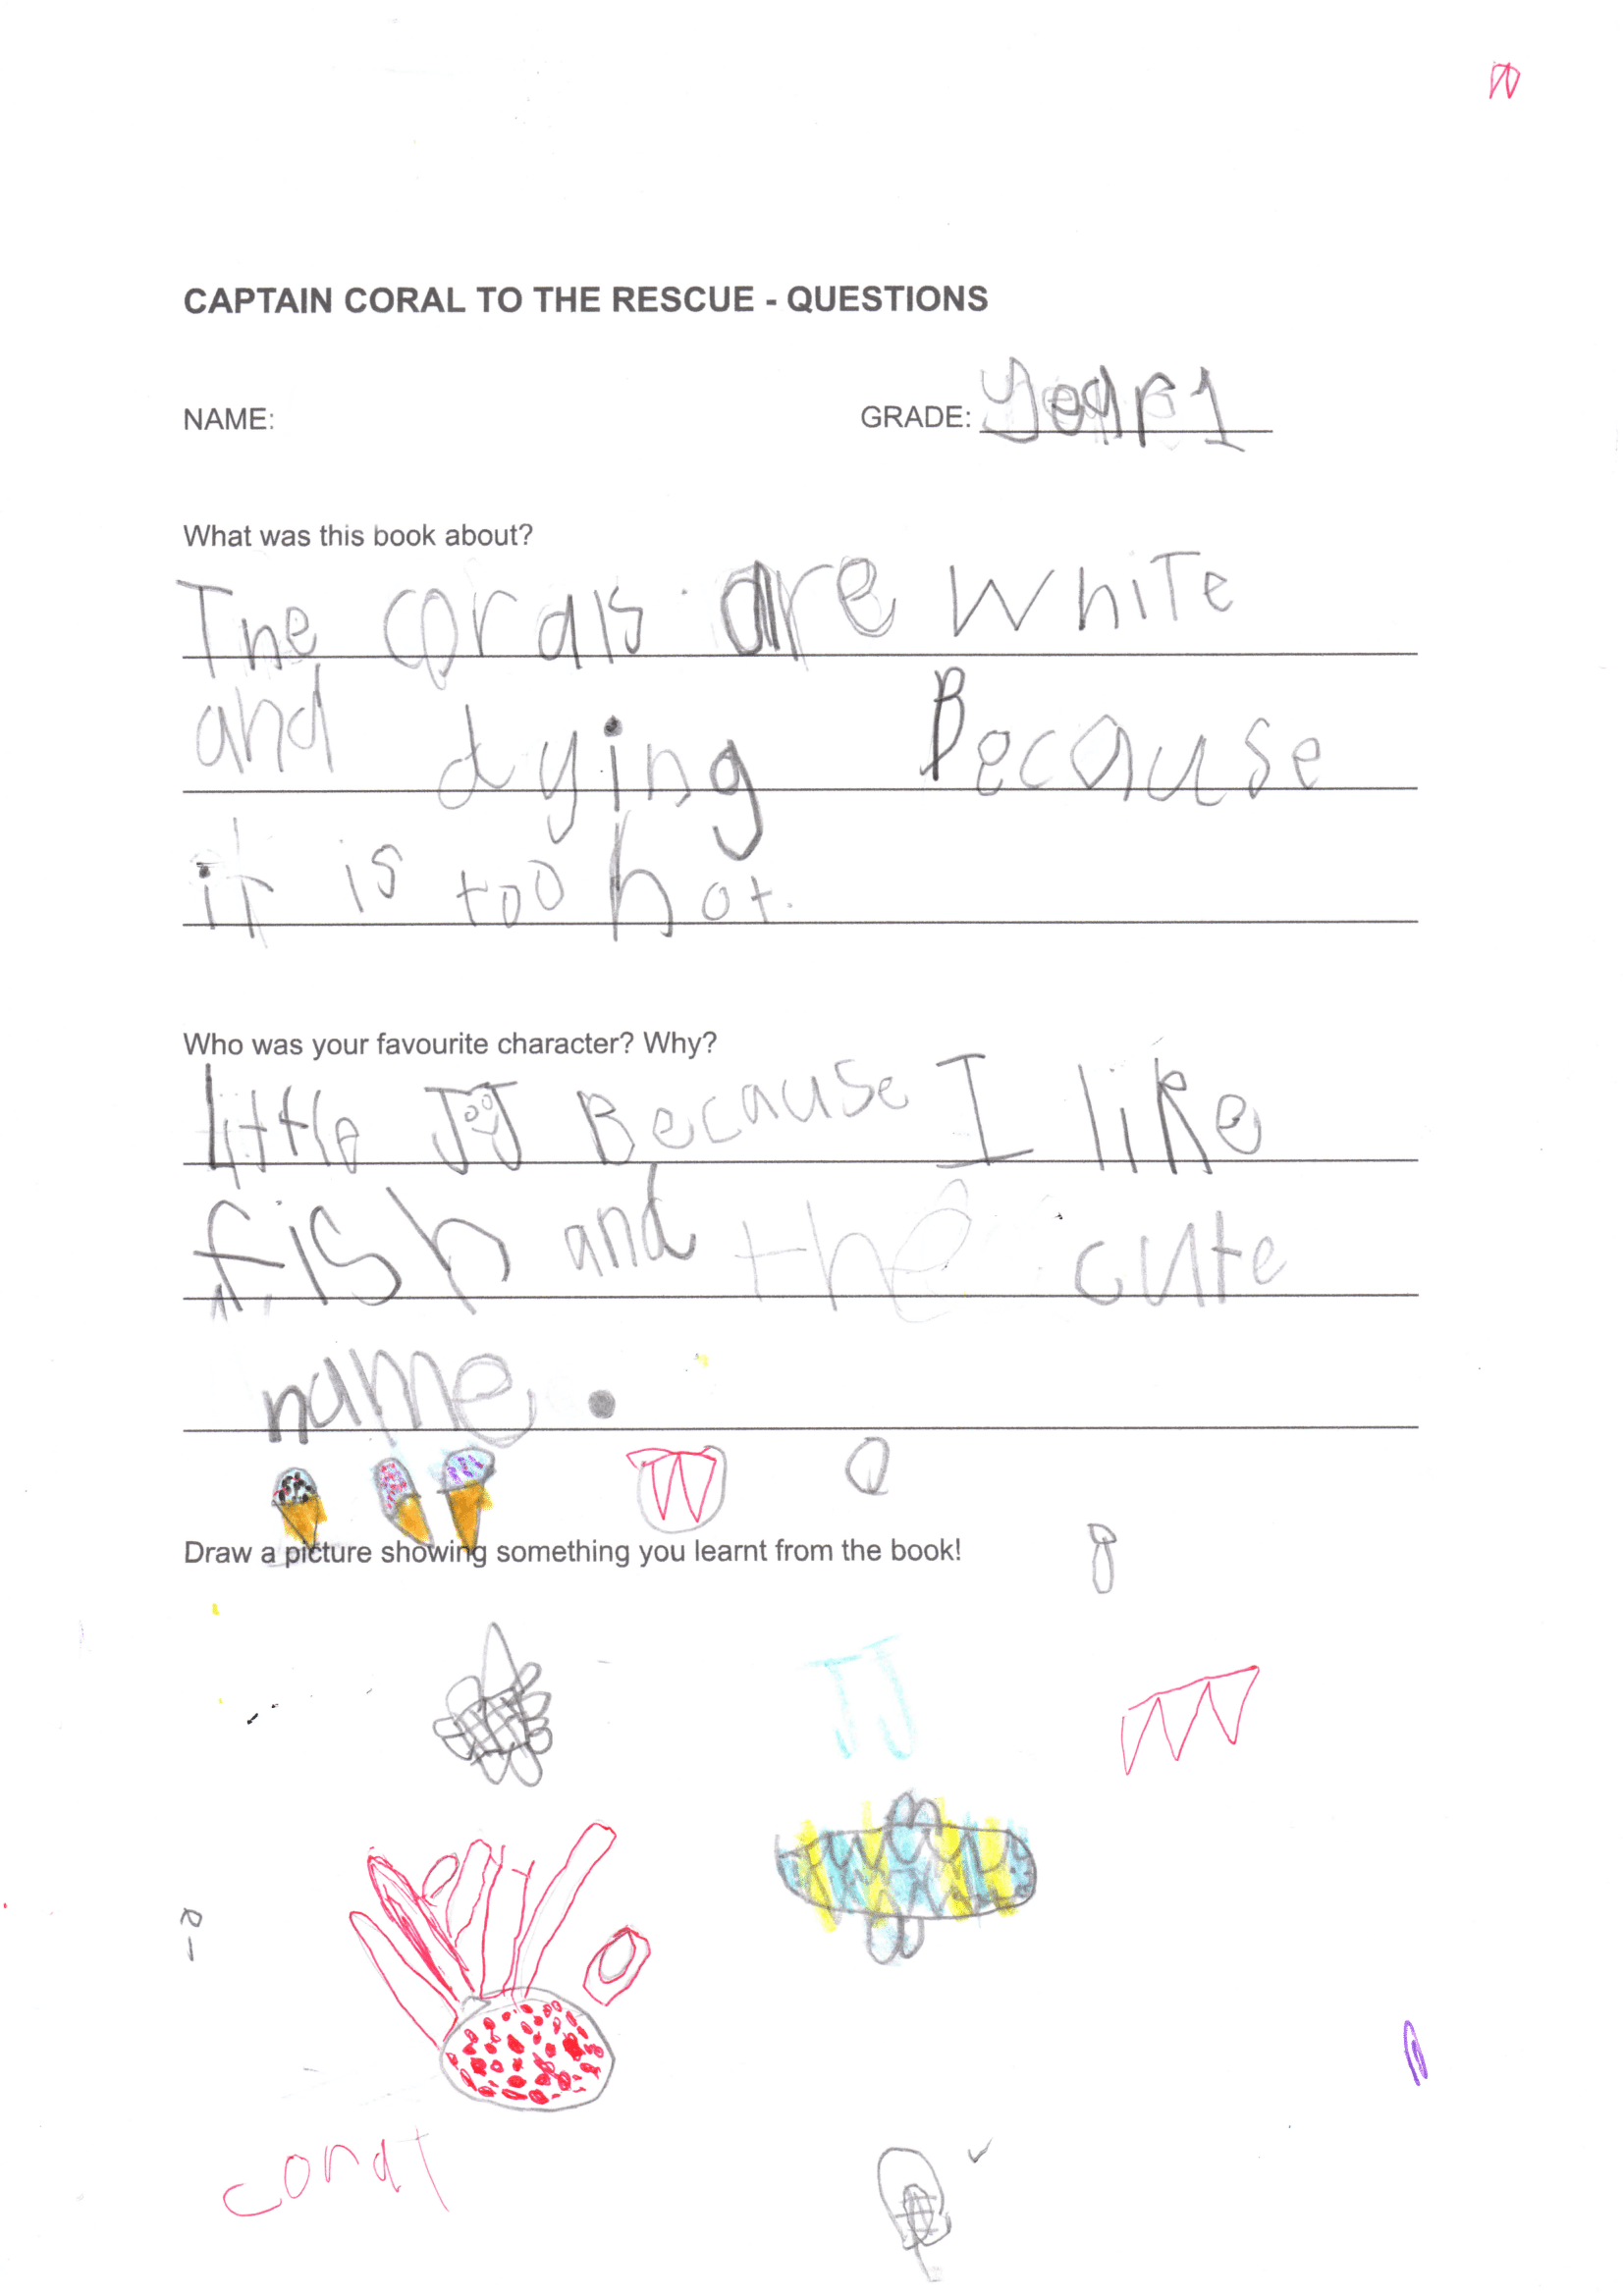 CAPTAIN CORAL TO THE RESCUE - QUESTIONS
NAME: GRADE: Year 1
What was this book about?
The corals are white
and dying Because
it is too hot.
Who was your favourite character? Why?
little JJ Because I like
fish and the cute
name.
Draw a picture showing something you learnt from the book!